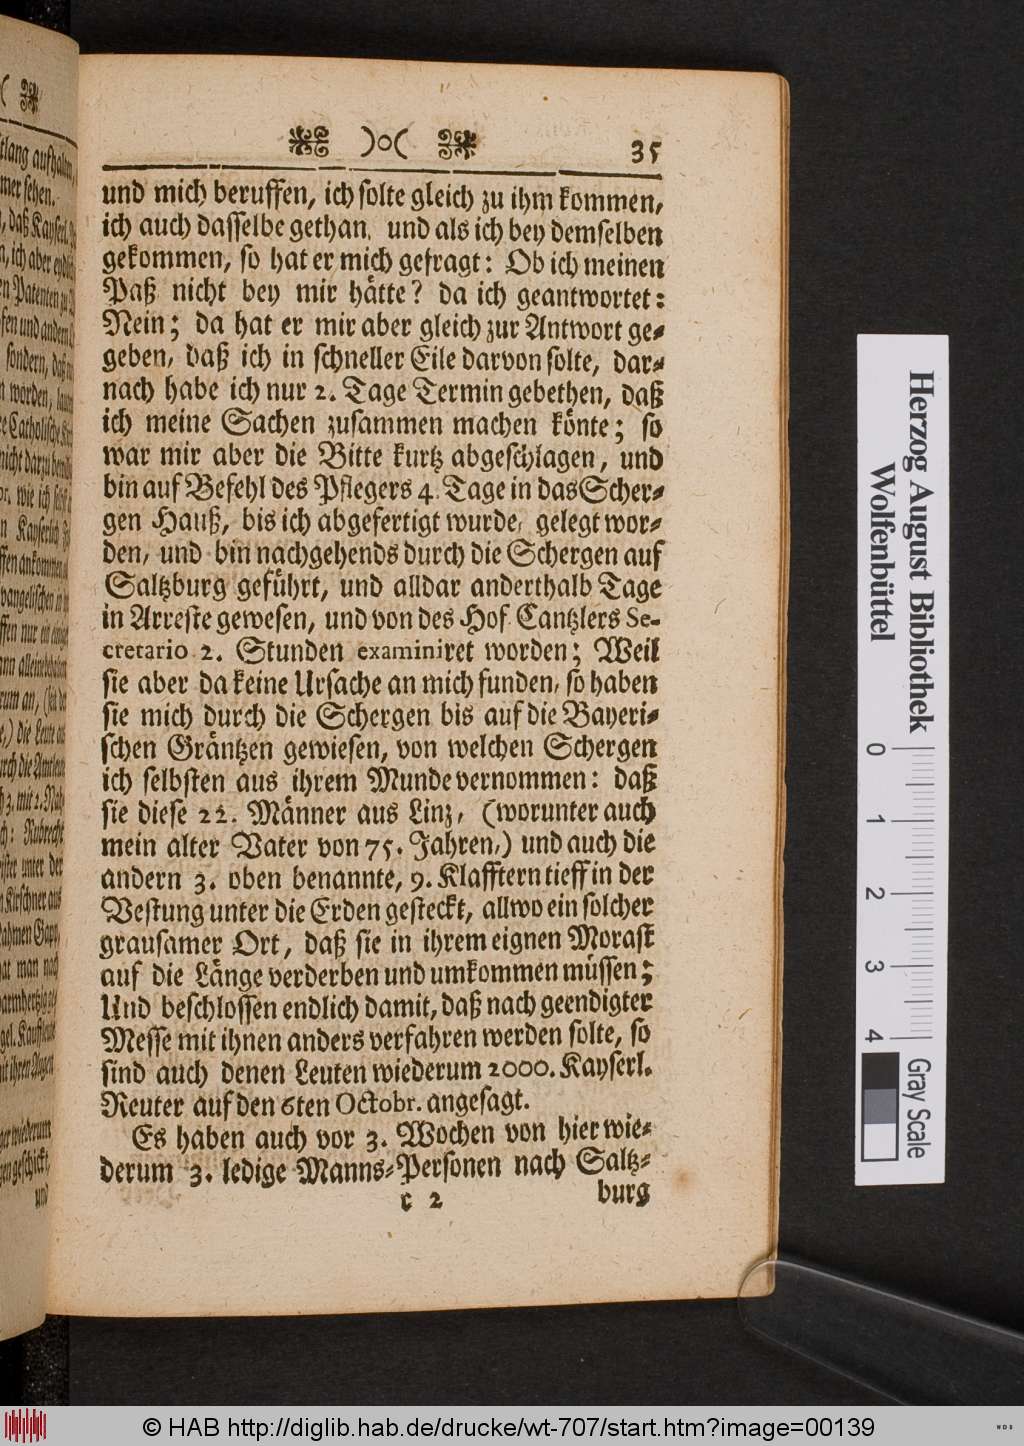 )o( 35
und mich beruffen, ich solte gleich zu ihm kommen,
ich auch dasselbe gethan, und als ich bey demselben
gekommen, so hat er mich gefragt: Ob ich meinen
Paß nicht bey mir hätte? da ich geantwortet:
Nein; da hat er mir aber gleich zur Antwort ge-
geben, daß ich in schneller Eile darvon solte, dar-
nach habe ich nur 2. Tage Termin gebethen, daß
ich meine Sachen zusammen machen könte; so
war mir aber die Bitte kurtz abgeschlagen, und
bin auf Befehl des Pflegers 4. Tage in das Scher-
gen Hauß, bis ich abgefertigt wurde, gelegt wor-
den, und bin nachgehends durch die Schergen auf
Saltzburg geführt, und alldar anderthalb Tage
in Arreste gewesen, und von des Hof Cantzlers Se-
cretario 2. Stunden examiniret worden; Weil
sie aber da keine Ursache an mich funden, so haben
sie mich durch die Schergen bis auf die Bayeri-
schen Gräntzen gewiesen, von welchen Schergen
ich selbsten aus ihrem Munde vernommen: daß
sie diese 22. Männer aus Linz, (worunter auch
mein alter Vater von 75. Jahren,) und auch die
andern 3. oben benannte, 9. Klafftern tieff in der
Vestung unter die Erden gesteckt, allwo ein solcher
grausamer Ort, daß sie in ihrem eignen Morast
auf die Länge verderben und umkommen müssen;
Und beschlossen endlich damit, daß nach geendigter
Messe mit ihnen anders verfahren werden solte, so
sind auch denen Leuten wiederum 2000. Kayserl.
Reuter auf den 6ten Octobr. angesagt.
Es haben auch vor 3. Wochen von hier wie-
derum 3. ledige Manns-Personen nach Saltz-
C 2 burg
Herzog August Bibliothek
Wolfenbüttel
0 1 2 3 4
Gray Scale
© HAB http://diglib.hab.de/drucke/wt-707/start.htm?image=00139